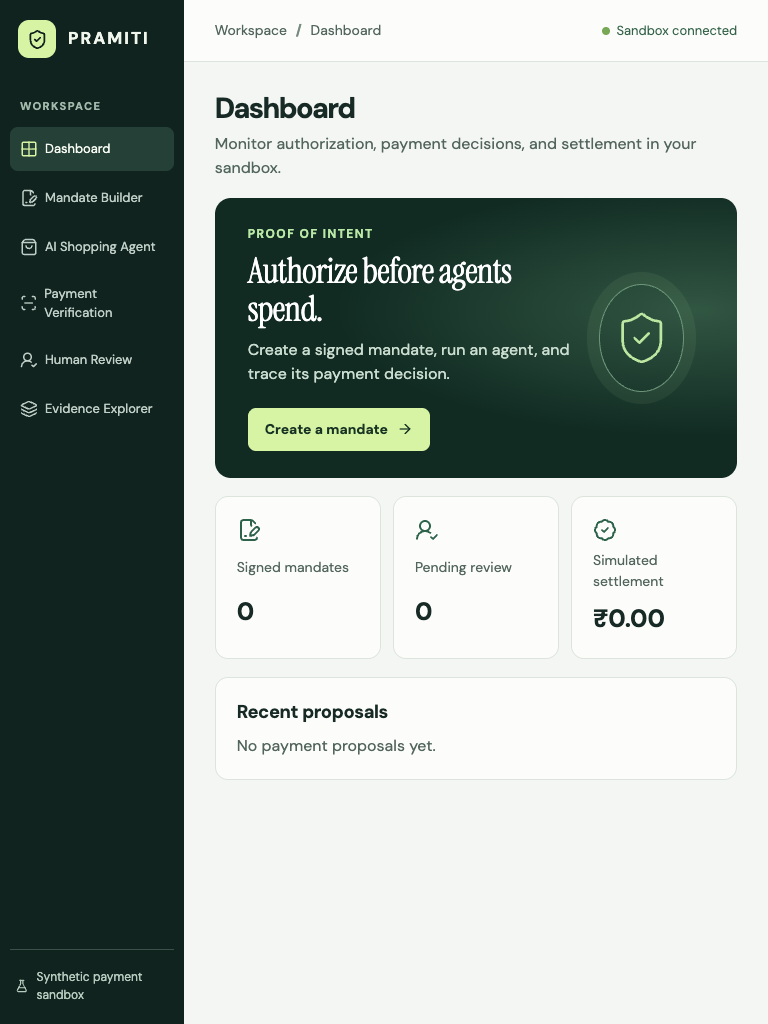 PRAMITI
WORKSPACE
Dashboard
Mandate Builder
AI Shopping Agent
Payment
Verification
Human Review
Evidence Explorer
Synthetic payment
sandbox
Workspace / Dashboard
Sandbox connected
Dashboard
Monitor authorization, payment decisions, and settlement in your
sandbox.
PROOF OF INTENT
Authorize before agents
spend.
Create a signed mandate, run an agent, and
trace its payment decision.
Create a mandate →
Signed mandates
0
Pending review
0
Simulated
settlement
₹0.00
Recent proposals
No payment proposals yet.